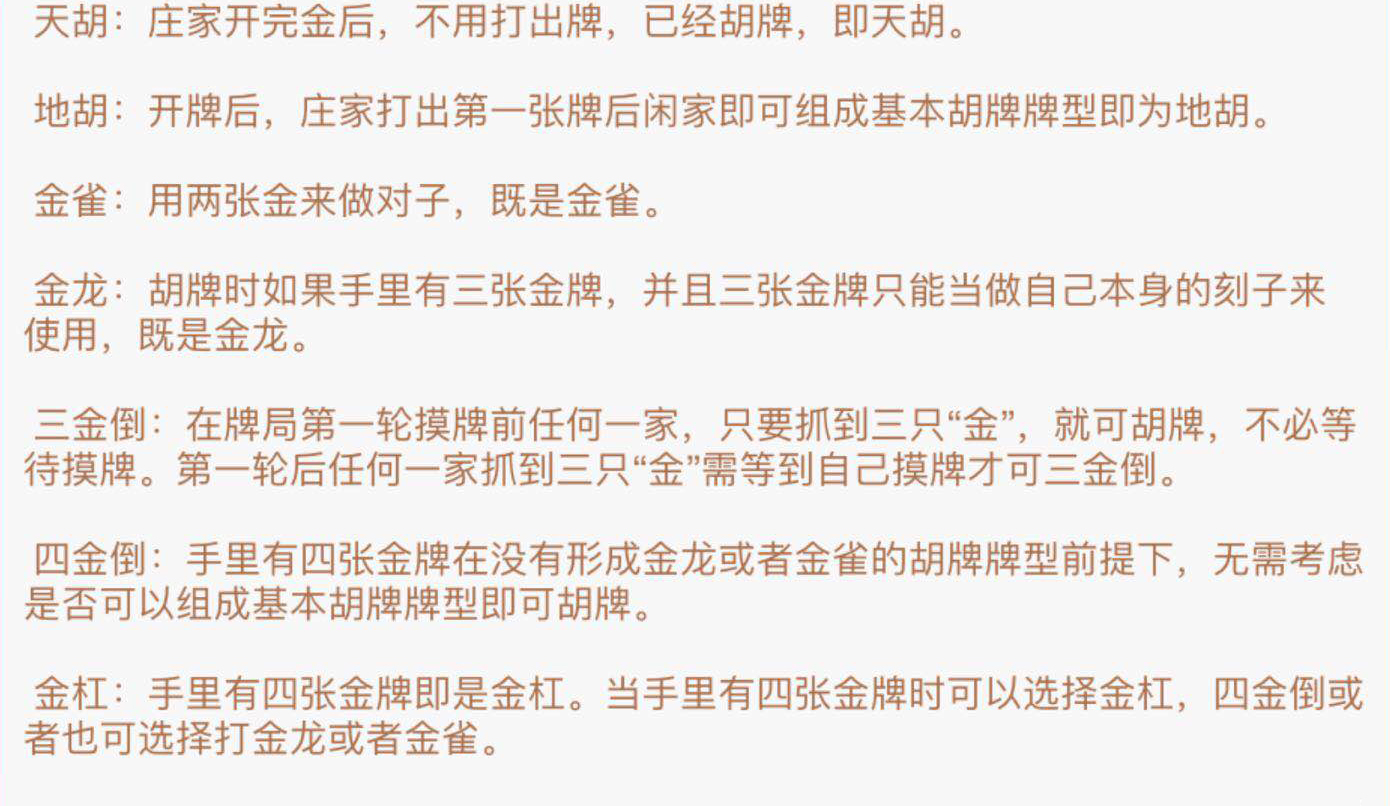 天胡：庄家开完金后，不用打出牌，已经胡牌，即天胡。
地胡：开牌后，庄家打出第一张牌后闲家即可组成基本胡牌牌型即为地胡。
金雀：用两张金来做对子，既是金雀。
金龙：胡牌时如果手里有三张金牌，并且三张金牌只能当做自己本身的刻子来
使用，既是金龙。
三金倒：在牌局第一轮摸牌前任何一家，只要抓到三只“金”，就可胡牌，不必等
待摸牌。第一轮后任何一家抓到三只“金”需等到自己摸牌才可三金倒。
四金倒：手里有四张金牌在没有形成金龙或者金雀的胡牌牌型前提下，无需考虑
是否可以组成基本胡牌牌型即可胡牌。
金杠：手里有四张金牌即是金杠。当手里有四张金牌时可以选择金杠，四金倒或
者也可选择打金龙或者金雀。